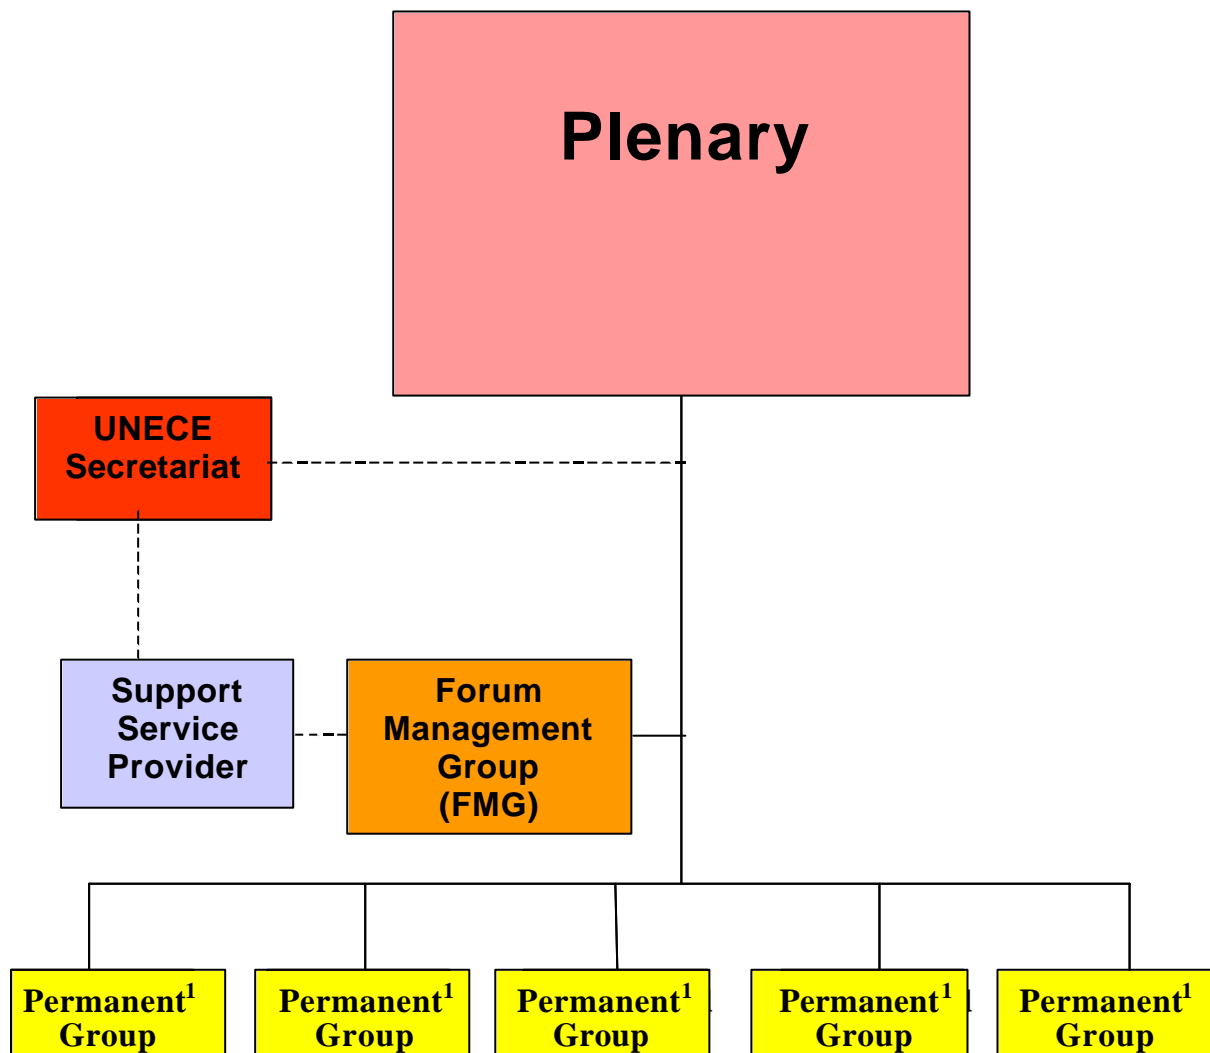 Plenary
UNECE
Secretariat
Support
Service
Provider
Forum
Management
Group
(FMG)
Permanent¹
Group
Permanent¹
Group
Permanent¹
Group
Permanent¹
Group
Permanent¹
Group